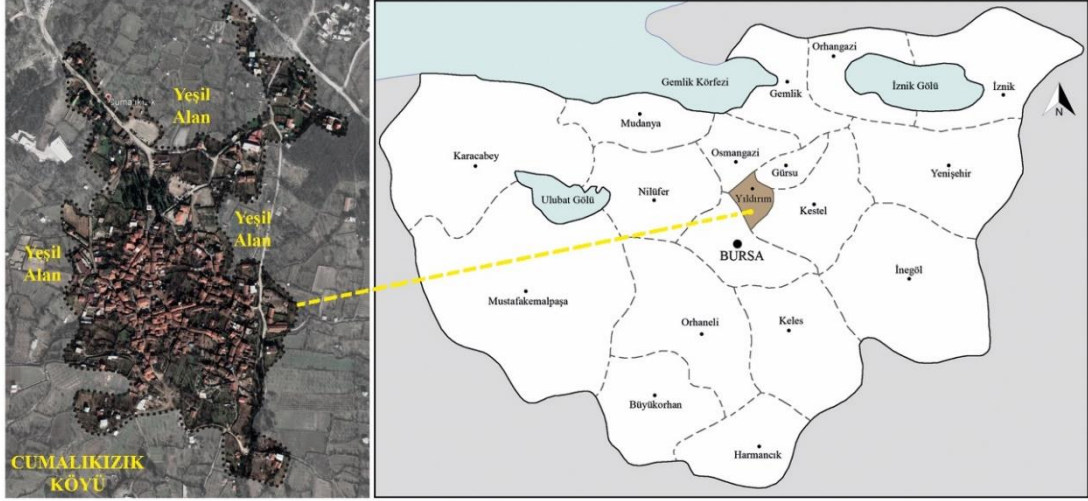 Cumalıkızık
Yeşil
Alan
Yeşil
Alan
Yeşil
Alan
CUMALIKIZIK
KÖYÜ
Orhangazi
Gemlik Körfezi
Gemlik
İznik Gölü
İznik
N
Mudanya
Karacabey
Osmangazi
Gürsu
Yenişehir
Ulubat Gölü
Nilüfer
Yıldırım
Kestel
BURSA
İnegöl
Mustafakemalpaşa
Orhaneli
Keles
Büyükorhan
Harmancık